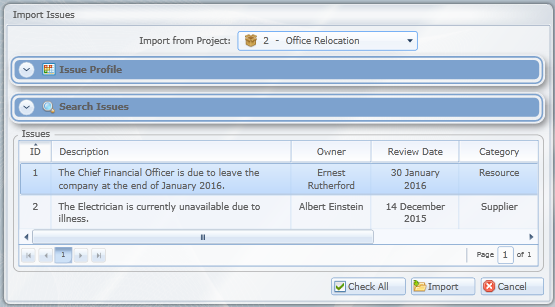 Import Issues
Import from Project: 2 - Office Relocation
Issue Profile
Search Issues
Issues
ID Description Owner Review Date Category
1 The Chief Financial Officer is due to leave the Ernest 30 January Resource
company at the end of January 2016. Rutherford 2016
2 The Electrician is currently unavailable due to Albert Einstein 14 December Supplier
illness. 2015
1 Page 1 of 1
Check All Import Cancel